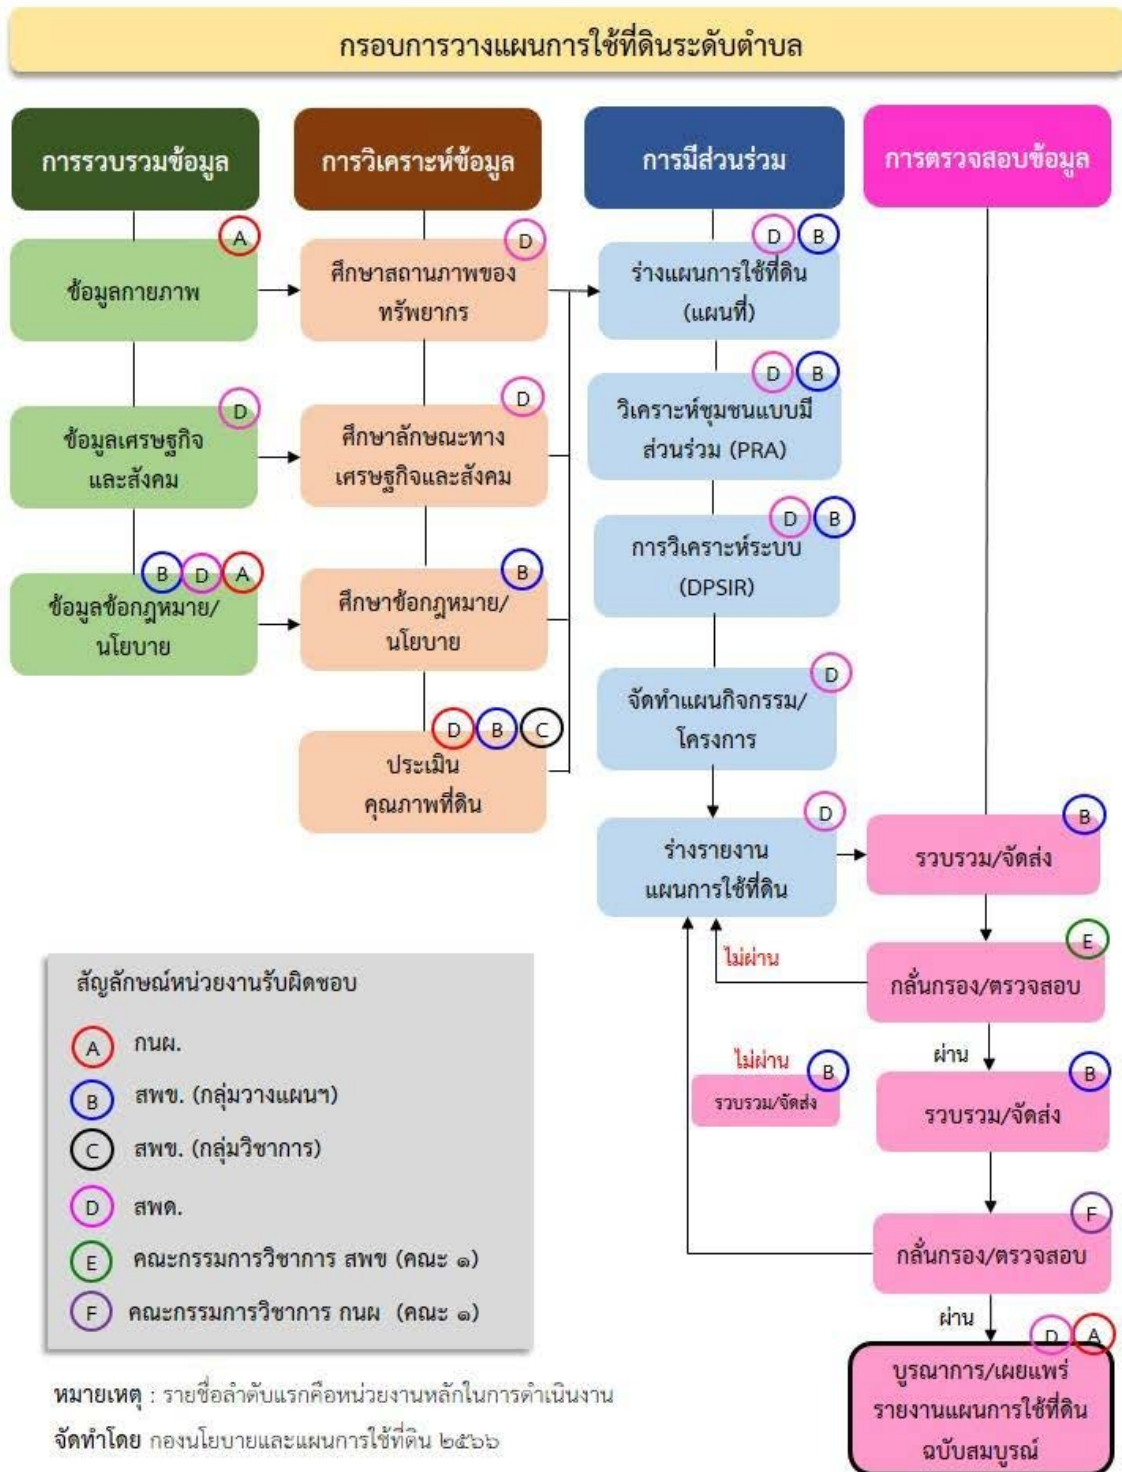 กรอบการวางแผนการใช้ที่ดินระดับตำบล
การรวบรวมข้อมูล
A
ข้อมูลกายภาพ
D
ข้อมูลเศรษฐกิจ
และสังคม
B D A
ข้อมูลข้อกฎหมาย/
นโยบาย
การวิเคราะห์ข้อมูล
D
ศึกษาสถานภาพของ
ทรัพยากร
D
ศึกษาลักษณะทาง
เศรษฐกิจและสังคม
B
ศึกษาข้อกฎหมาย/
นโยบาย
D B C
ประเมิน
คุณภาพที่ดิน
การมีส่วนร่วม
D B
ร่างแผนการใช้ที่ดิน
(แผนที่)
D B
วิเคราะห์ชุมชนแบบมี
ส่วนร่วม (PRA)
D B
การวิเคราะห์ระบบ
(DPSIR)
D
จัดทำแผนกิจกรรม/
โครงการ
D
ร่างรายงาน
แผนการใช้ที่ดิน
การตรวจสอบข้อมูล
B
รวบรวม/จัดส่ง
E
กลั่นกรอง/ตรวจสอบ
ไม่ผ่าน
ผ่าน
B
รวบรวม/จัดส่ง
F
กลั่นกรอง/ตรวจสอบ
ไม่ผ่าน
B
รวบรวม/จัดส่ง
ผ่าน
D A
บูรณาการ/เผยแพร่
รายงานแผนการใช้ที่ดิน
ฉบับสมบูรณ์
สัญลักษณ์หน่วยงานรับผิดชอบ
A กนผ.
B สพข. (กลุ่มวางแผนฯ)
C สพข. (กลุ่มวิชาการ)
D สพด.
E คณะกรรมการวิชาการ สพข (คณะ ๑)
F คณะกรรมการวิชาการ กนผ (คณะ ๑)
หมายเหตุ : รายชื่อลำดับแรกคือหน่วยงานหลักในการดำเนินงาน
จัดทำโดย กองนโยบายและแผนการใช้ที่ดิน ๒๕๖๖